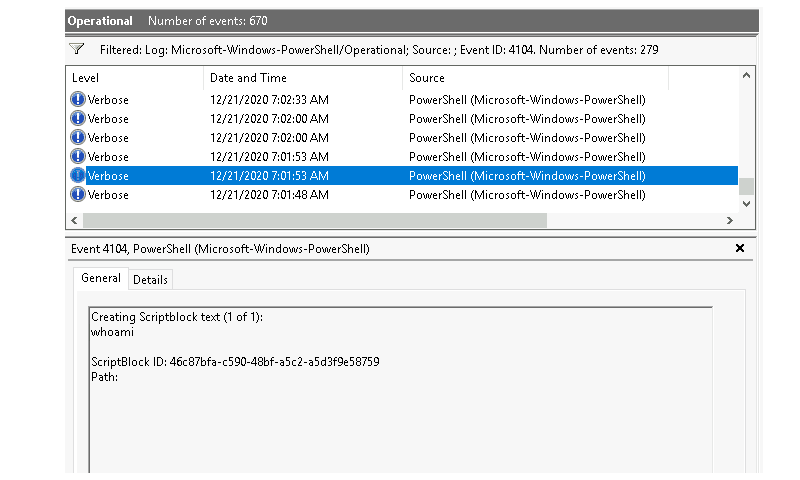 Operational Number of events: 670
Filtered: Log: Microsoft-Windows-PowerShell/Operational; Source: ; Event ID: 4104. Number of events: 279
Level Date and Time Source
Verbose 12/21/2020 7:02:33 AM PowerShell (Microsoft-Windows-PowerShell)
Verbose 12/21/2020 7:02:00 AM PowerShell (Microsoft-Windows-PowerShell)
Verbose 12/21/2020 7:02:00 AM PowerShell (Microsoft-Windows-PowerShell)
Verbose 12/21/2020 7:01:53 AM PowerShell (Microsoft-Windows-PowerShell)
Verbose 12/21/2020 7:01:53 AM PowerShell (Microsoft-Windows-PowerShell)
Verbose 12/21/2020 7:01:48 AM PowerShell (Microsoft-Windows-PowerShell)
Event 4104, PowerShell (Microsoft-Windows-PowerShell)
General Details
Creating Scriptblock text (1 of 1):
whoami
ScriptBlock ID: 46c87bfa-c590-48bf-a5c2-a5d3f9e58759
Path: